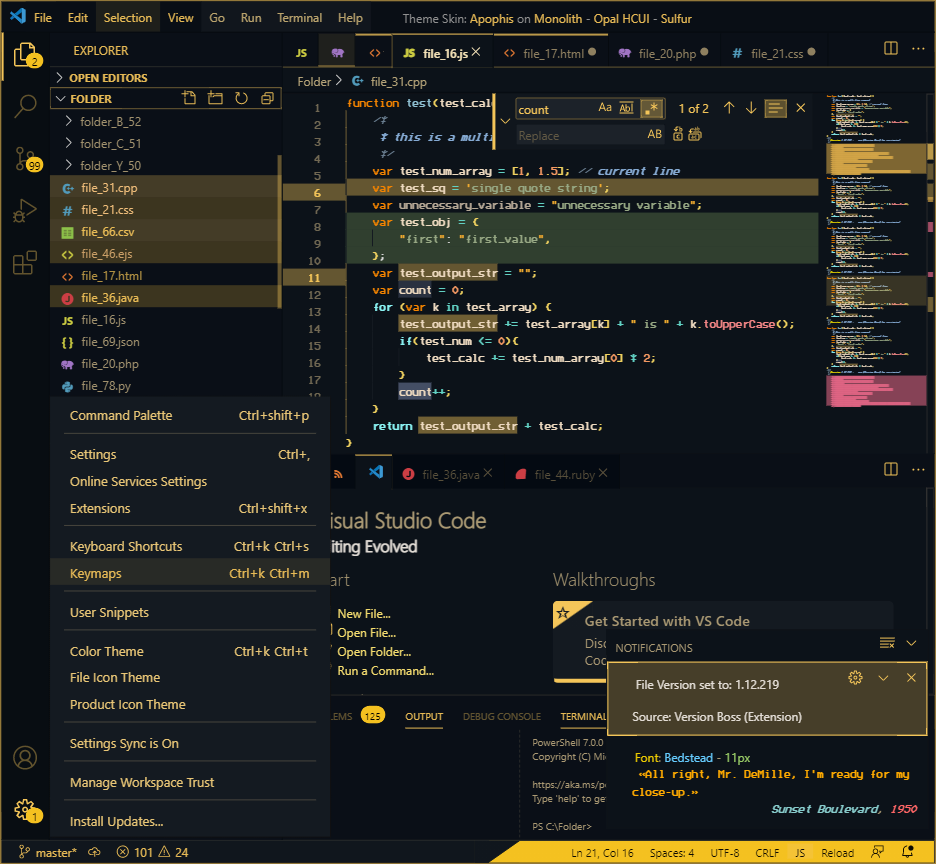 File Edit Selection View Go Run Terminal Help Theme Skin: Apophis on Monolith - Opal HCUI - Sulfur
2 EXPLORER JS file_16.js file_17.html file_20.php file_21.css
OPEN EDITORS
FOLDER
Folder > file_31.cpp
folder_B_52
folder_C_51
folder_Y_50
file_31.cpp
file_21.css
file_66.csv
file_46.ejs
file_17.html
file_36.java
JS file_16.js
file_69.json
file_20.php
file_78.py
99
count Aa Abl .* 1 of 2
Replace AB
1 function test(test_cal
2 /*
3 * this is a multi
4 */
5 var test_num_array = [1, 1.5]; // current line
6 var test_sq = 'single quote string';
7 var unnecessary_variable = "unnecessary variable";
8 var test_obj = {
9 "first": "first_value",
10 };
11 var test_output_str = "";
12 var count = 0;
13 for (var k in test_array) {
14 test_output_str += test_array[k] + " is " + k.toUpperCase();
15 if(test_num <= 0){
16 test_calc += test_num_array[0] * 2;
17 }
18 count++;
}
return test_output_str + test_calc;
}
Command Palette Ctrl+shift+p
Settings Ctrl+,
Online Services Settings
Extensions Ctrl+shift+x
Keyboard Shortcuts Ctrl+k Ctrl+s
Keymaps Ctrl+k Ctrl+m
User Snippets
Color Theme Ctrl+k Ctrl+t
File Icon Theme
Product Icon Theme
Settings Sync is On
Manage Workspace Trust
Install Updates...
1
file_36.java file_44.ruby
isual Studio Code
iting Evolved
art
New File...
Open File...
Open Folder...
Run a Command...
Walkthroughs
Get Started with VS Code
Disc
Coc
NOTIFICATIONS
File Version set to: 1.12.219
Source: Version Boss (Extension)
LEMS 125 OUTPUT DEBUG CONSOLE TERMINAL
PowerShell 7.0.0
Copyright (C) Mi
https://aka.ms/p
Type 'help' to ge
PS C:\Folder>
Font: Bedstead - 11px
«All right, Mr. DeMille, I'm ready for my
close-up.»
Sunset Boulevard, 1950
master* 101 24 Ln 21, Col 16 Spaces: 4 UTF-8 CRLF JS Reload